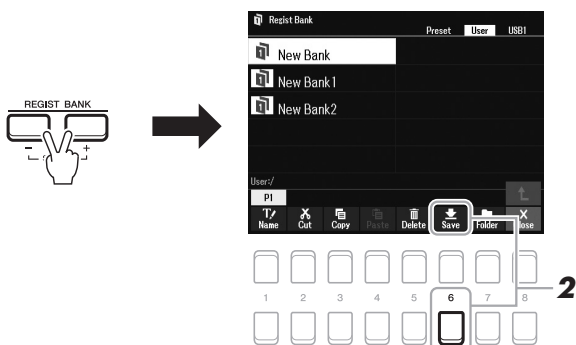 Regist Bank
Preset User USB1
New Bank
New Bank1
New Bank2
REGIST BANK
- +
User:/
P1
Name Cut Copy Paste Delete Save Folder Close
1 2 3 4 5 6 7 8
2